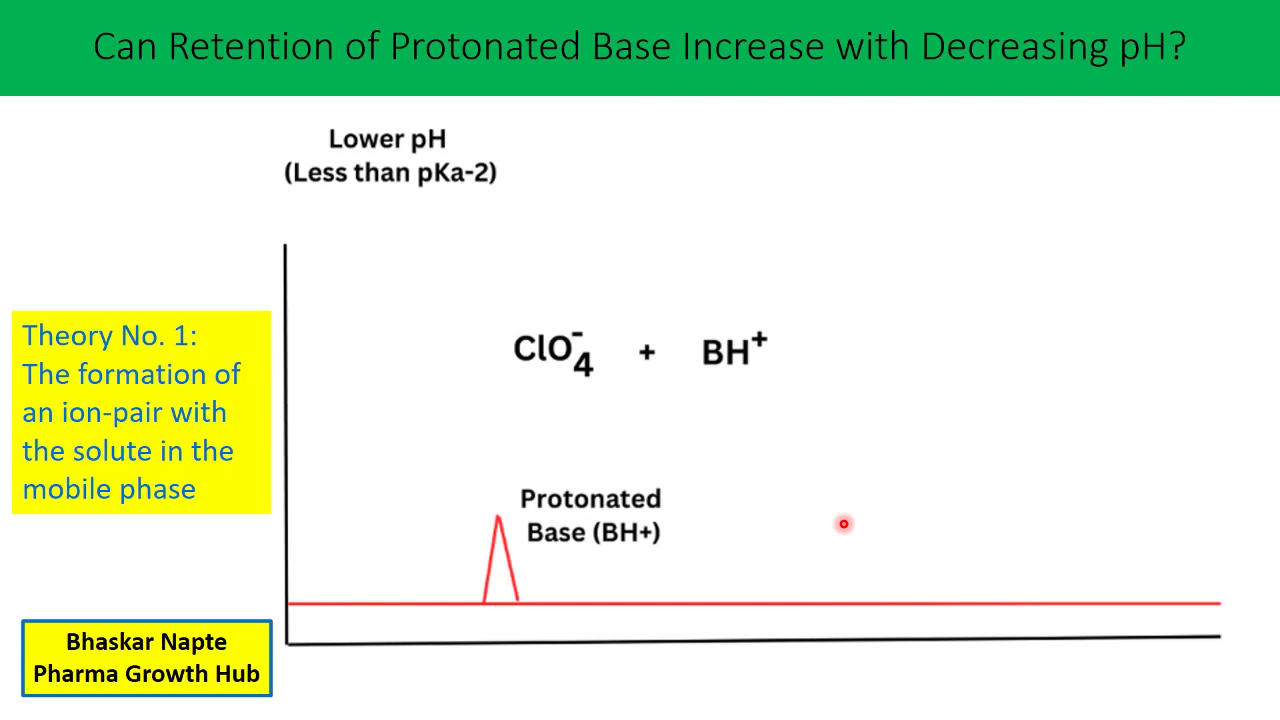 Can Retention of Protonated Base Increase with Decreasing pH?
Lower pH
(Less than pKa-2)
Theory No. 1:
The formation of
an ion-pair with
the solute in the
mobile phase
ClO₄⁻ + BH⁺
Protonated
Base (BH+)
Bhaskar Napte
Pharma Growth Hub